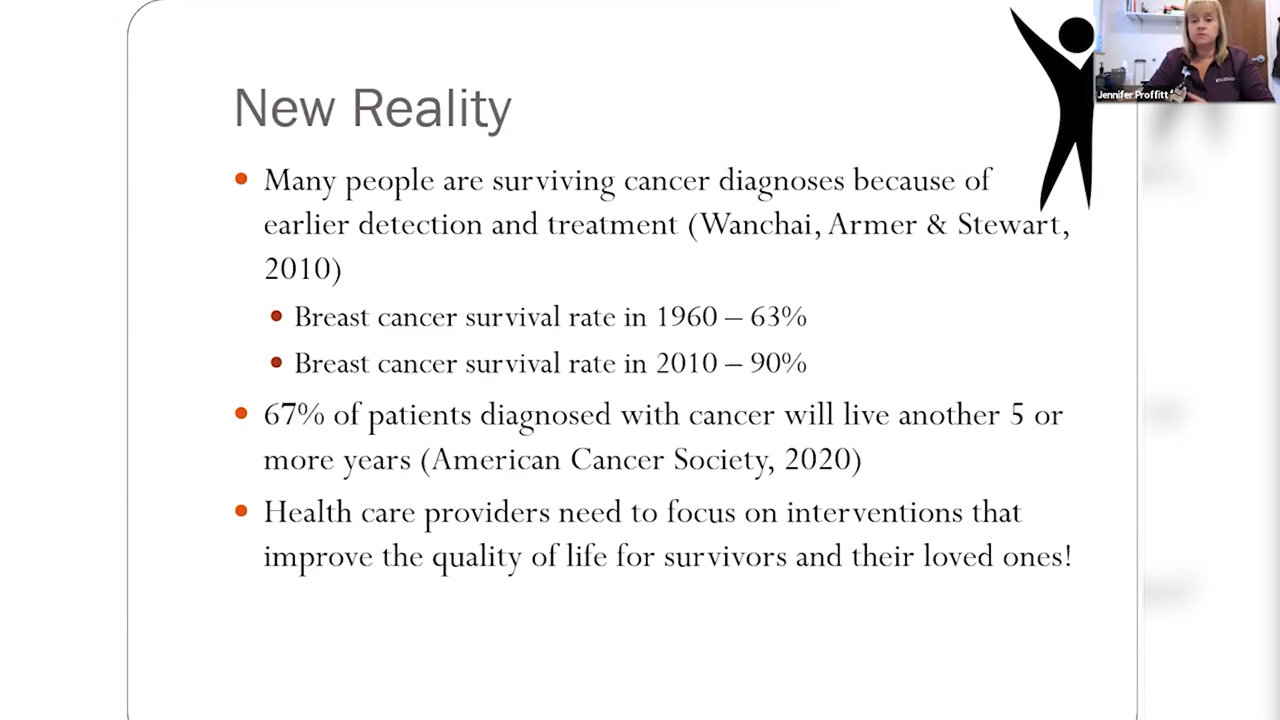 New Reality
Many people are surviving cancer diagnoses because of
earlier detection and treatment (Wanchai, Armer & Stewart,
2010)
Breast cancer survival rate in 1960 – 63%
Breast cancer survival rate in 2010 – 90%
67% of patients diagnosed with cancer will live another 5 or
more years (American Cancer Society, 2020)
Health care providers need to focus on interventions that
improve the quality of life for survivors and their loved ones!
Jennifer Proffitt